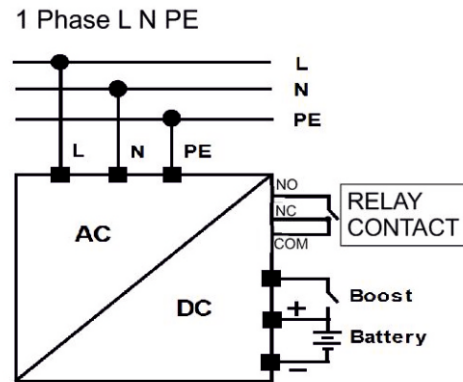 1 Phase L N PE
L
N
PE
L N PE
AC
DC
NO
NC
COM
RELAY
CONTACT
Boost
+
Battery
−